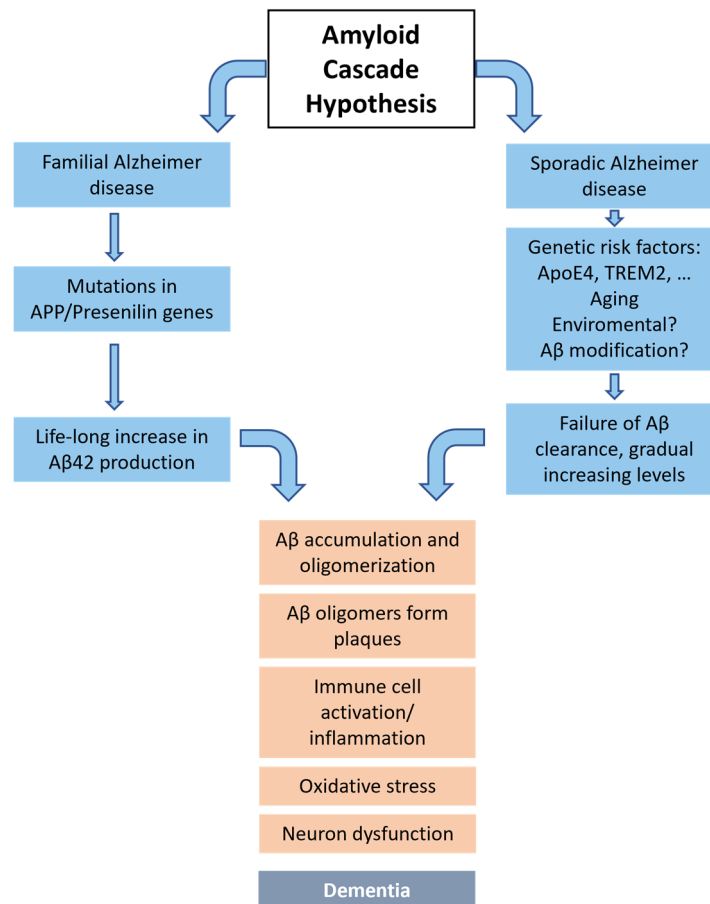 Amyloid
Cascade
Hypothesis
Familial Alzheimer
disease
Mutations in
APP/Presenilin genes
Life-long increase in
Aβ42 production
Sporadic Alzheimer
disease
Genetic risk factors:
ApoE4, TREM2, ...
Aging
Enviromental?
Aβ modification?
Failure of Aβ
clearance, gradual
increasing levels
Aβ accumulation and
oligomerization
Aβ oligomers form
plaques
Immune cell
activation/
inflammation
Oxidative stress
Neuron dysfunction
Dementia